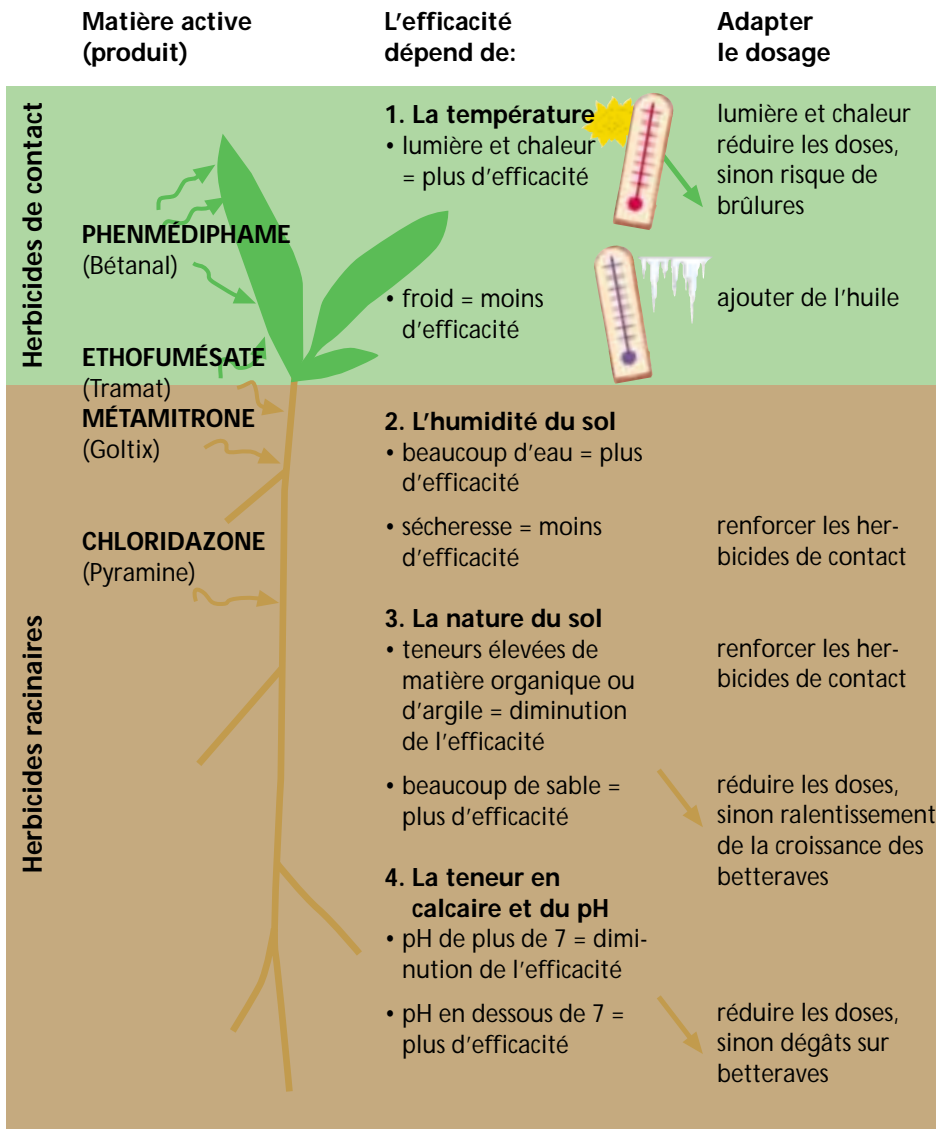 Matière active
(produit)
L'efficacité
dépend de:
Adapter
le dosage
Herbicides de contact
PHENMÉDIPHAME
(Bétanal)
ETHOFUMÉSATE
(Tramat)
1. La température
• lumière et chaleur
= plus d'efficacité
lumière et chaleur
réduire les doses,
sinon risque de
brûlures
• froid = moins
d'efficacité
ajouter de l'huile
Herbicides racinaires
MÉTAMITRONE
(Goltix)
CHLORIDAZONE
(Pyramine)
2. L'humidité du sol
• beaucoup d'eau = plus
d'efficacité
• sécheresse = moins
d'efficacité
renforcer les her-
bicides de contact
3. La nature du sol
• teneurs élevées de
matière organique ou
d'argile = diminution
de l'efficacité
renforcer les her-
bicides de contact
• beaucoup de sable =
plus d'efficacité
réduire les doses,
sinon ralentissement
de la croissance des
betteraves
4. La teneur en
calcaire et du pH
• pH de plus de 7 = dimi-
nution de l'efficacité
• pH en dessous de 7 =
plus d'efficacité
réduire les doses,
sinon dégâts sur
betteraves